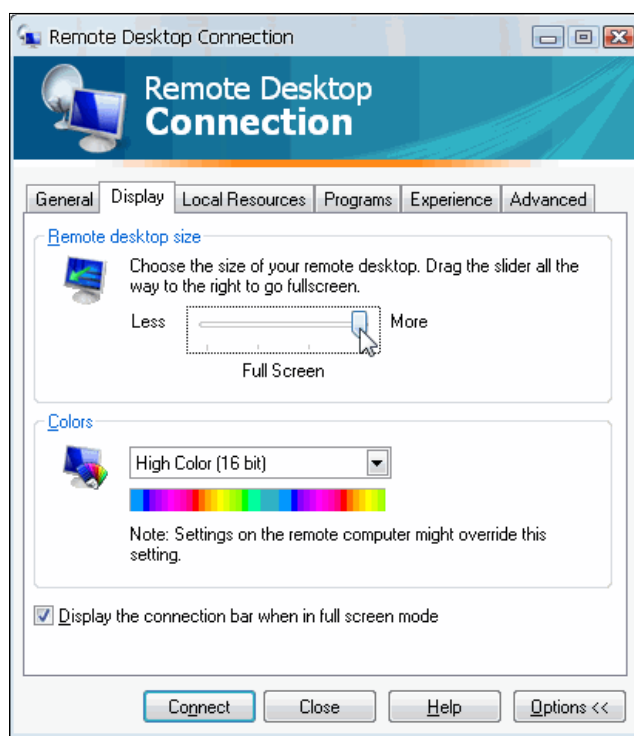 Remote Desktop Connection
Remote Desktop
Connection
General Display Local Resources Programs Experience Advanced
Remote desktop size
Choose the size of your remote desktop. Drag the slider all the
way to the right to go fullscreen.
Less More
Full Screen
Colors
High Color (16 bit)
Note: Settings on the remote computer might override this
setting.
Display the connection bar when in full screen mode
Connect Close Help Options <<